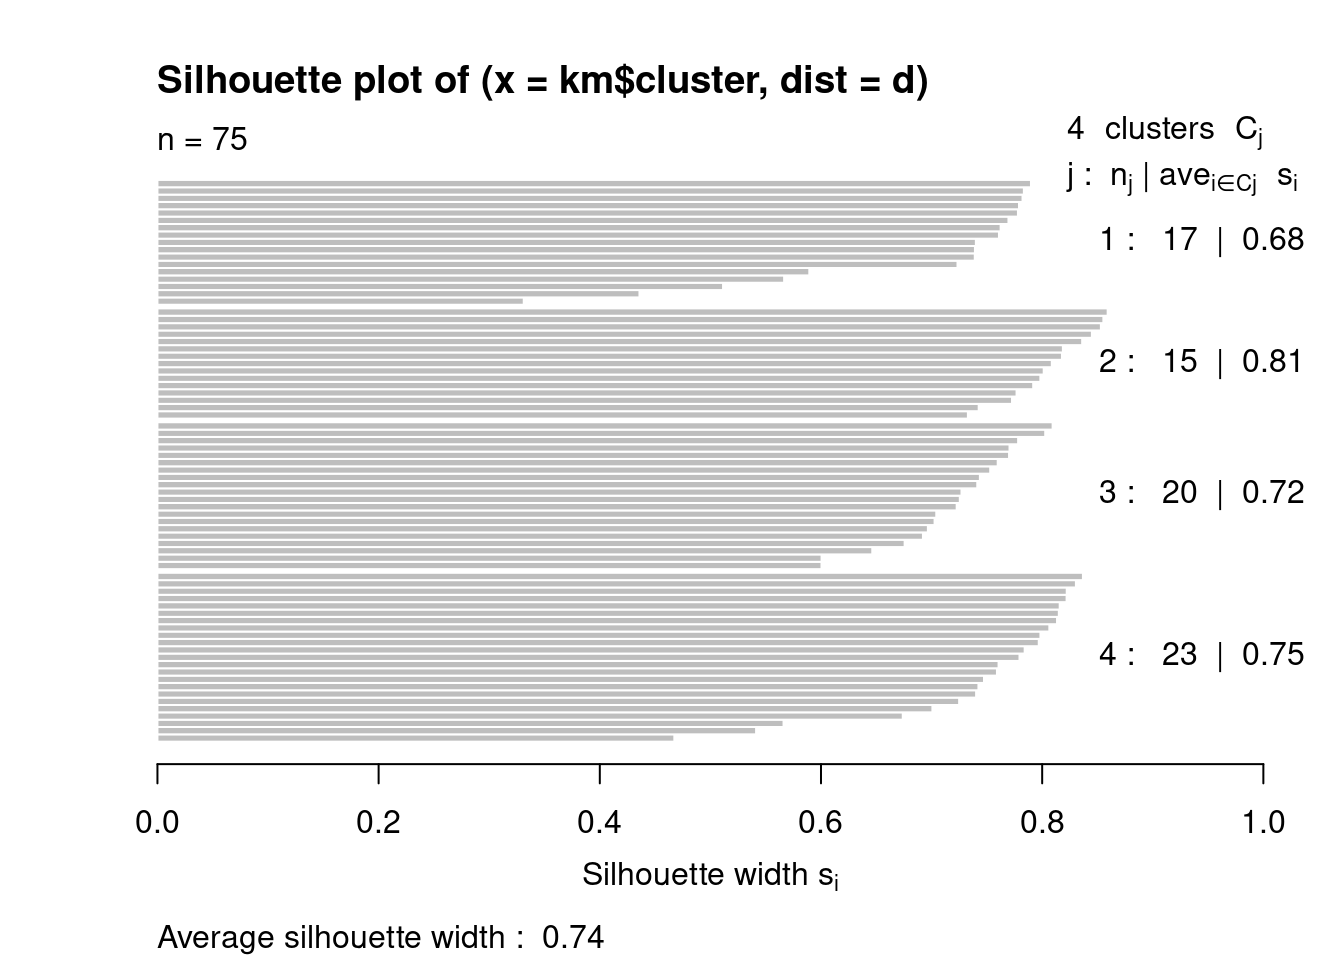 Silhouette plot of (x = km$cluster, dist = d)
n = 75
4 clusters Cj
j : nj | avei∈Cj si
1 : 17 | 0.68
2 : 15 | 0.81
3 : 20 | 0.72
4 : 23 | 0.75
0.0 0.2 0.4 0.6 0.8 1.0
Silhouette width si
Average silhouette width : 0.74